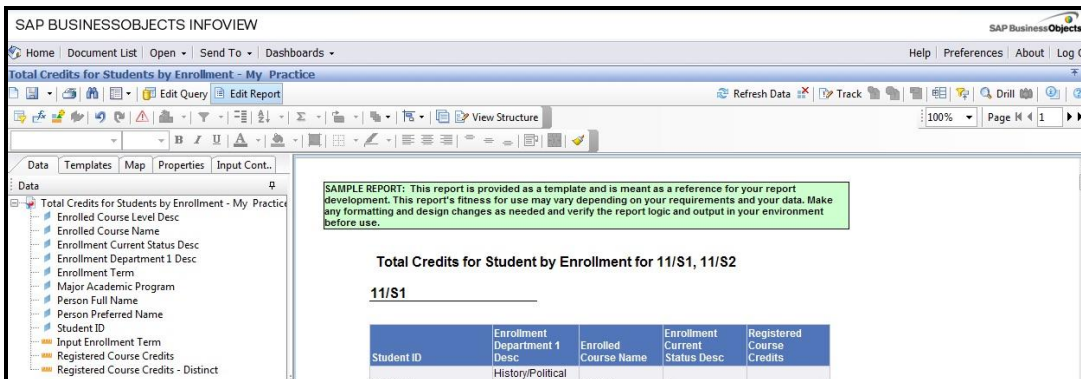 SAP BUSINESSOBJECTS INFOVIEW
SAP BusinessObjects
Home Document List Open Send To Dashboards
Help Preferences About Log
Total Credits for Students by Enrollment - My Practice
Edit Query Edit Report
Refresh Data Track Drill
View Structure
100% Page 1
B I U A
Data Templates Map Properties Input Cont..
Data
Total Credits for Students by Enrollment - My Practice
Enrolled Course Level Desc
Enrolled Course Name
Enrollment Current Status Desc
Enrollment Department 1 Desc
Enrollment Term
Major Academic Program
Person Full Name
Person Preferred Name
Student ID
Input Enrollment Term
Registered Course Credits
Registered Course Credits - Distinct
SAMPLE REPORT: This report is provided as a template and is meant as a reference for your report
development. This report's fitness for use may vary depending on your requirements and your data. Make
any formatting and design changes as needed and verify the report logic and output in your environment
before use.
Total Credits for Student by Enrollment for 11/S1, 11/S2
11/S1
Student ID
Enrollment
Department 1
Desc
Enrolled
Course Name
Enrollment
Current
Status Desc
Registered
Course
Credits
History/Political